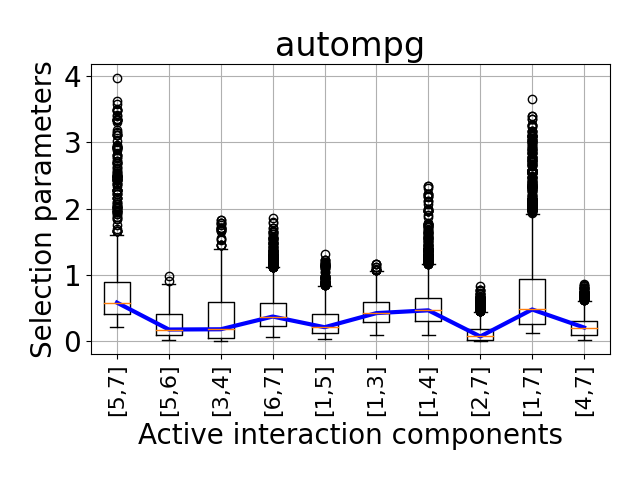 autompg
Selection parameters
4
3
2
1
0
[5,7] [5,6] [3,4] [6,7] [1,5] [1,3] [1,4] [2,7] [1,7] [4,7]
Active interaction components